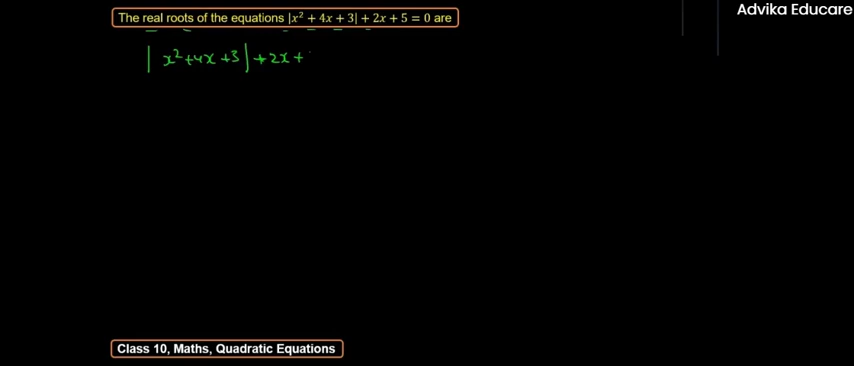 Advika Educare
The real roots of the equations |x² + 4x + 3| + 2x + 5 = 0 are
| x²+4x+3 | + 2x +
Class 10, Maths, Quadratic Equations